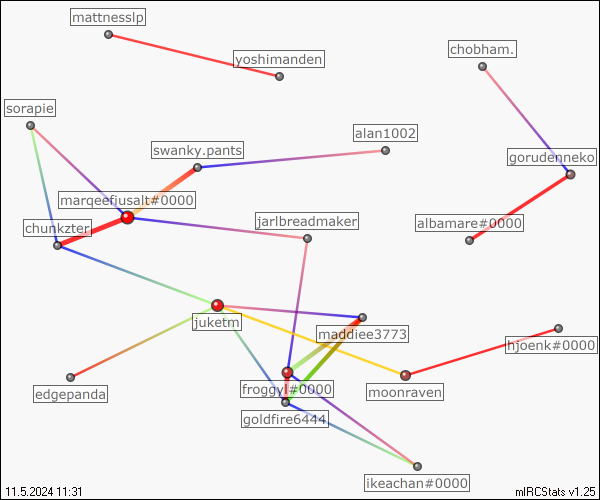 mattnesslp
yoshimanden
chobham.
sorapie
alan1002
swanky.pants
gorudenneko
marqeefiusalt#0000
chunkzter
jarlbreadmaker
albamare#0000
juketm
maddiee3773
hjoenk#0000
froggyl#0000
moonraven
edgepanda
goldfire6444
ikeachan#0000
11.5.2024 11:31
mIRCStats v1.25